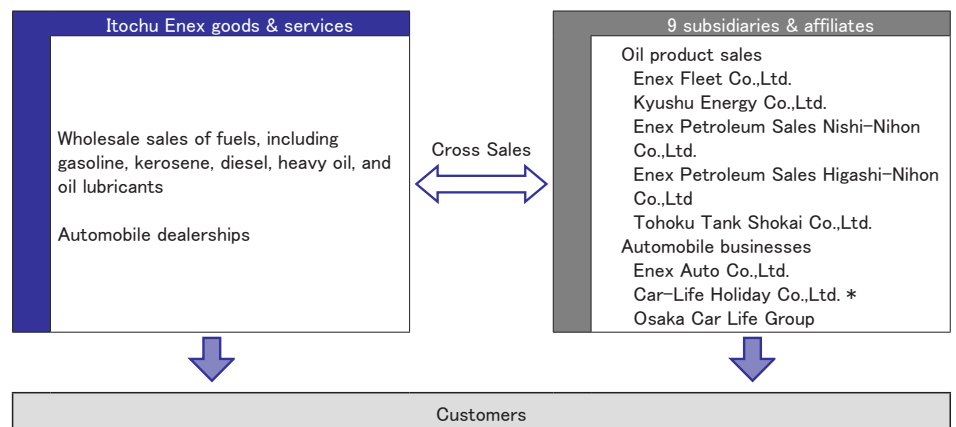 Itochu Enex goods & services
Wholesale sales of fuels, including
gasoline, kerosene, diesel, heavy oil, and
oil lubricants
Automobile dealerships
Cross Sales
9 subsidiaries & affiliates
Oil product sales
Enex Fleet Co.,Ltd.
Kyushu Energy Co.,Ltd.
Enex Petroleum Sales Nishi-Nihon
Co.,Ltd.
Enex Petroleum Sales Higashi-Nihon
Co.,Ltd
Tohoku Tank Shokai Co.,Ltd.
Automobile businesses
Enex Auto Co.,Ltd.
Car-Life Holiday Co.,Ltd. *
Osaka Car Life Group
Customers